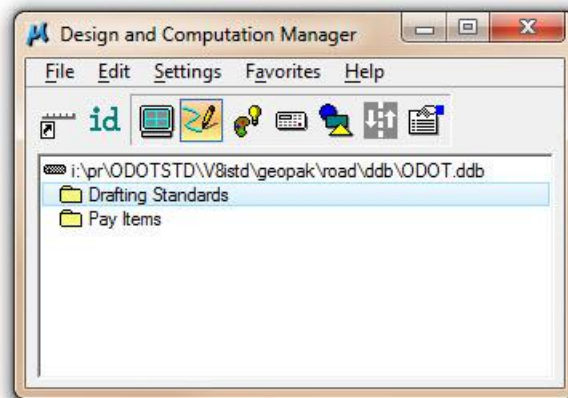 Design and Computation Manager
File Edit Settings Favorites Help
id
i:\pr\ODOTSTD\V8istd\geopak\road\ddb\ODOT.ddb
Drafting Standards
Pay Items